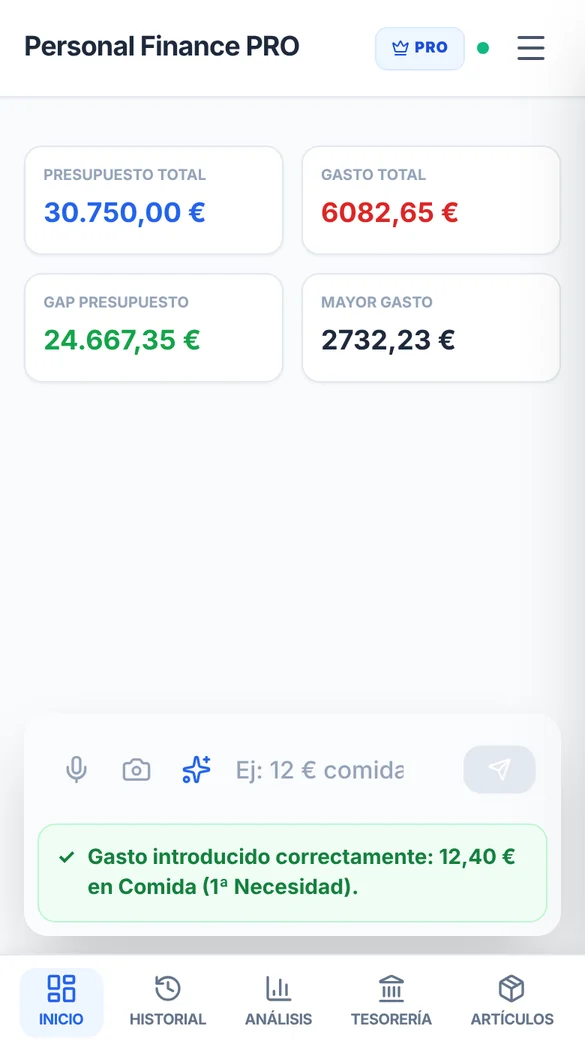 Personal Finance PRO
PRO
PRESUPUESTO TOTAL
30.750,00 €
GASTO TOTAL
6082,65 €
GAP PRESUPUESTO
24.667,35 €
MAYOR GASTO
2732,23 €
Ej: 12 € comida
Gasto introducido correctamente: 12,40 €
en Comida (1ª Necesidad).
INICIO
HISTORIAL
ANÁLISIS
TESORERÍA
ARTÍCULOS